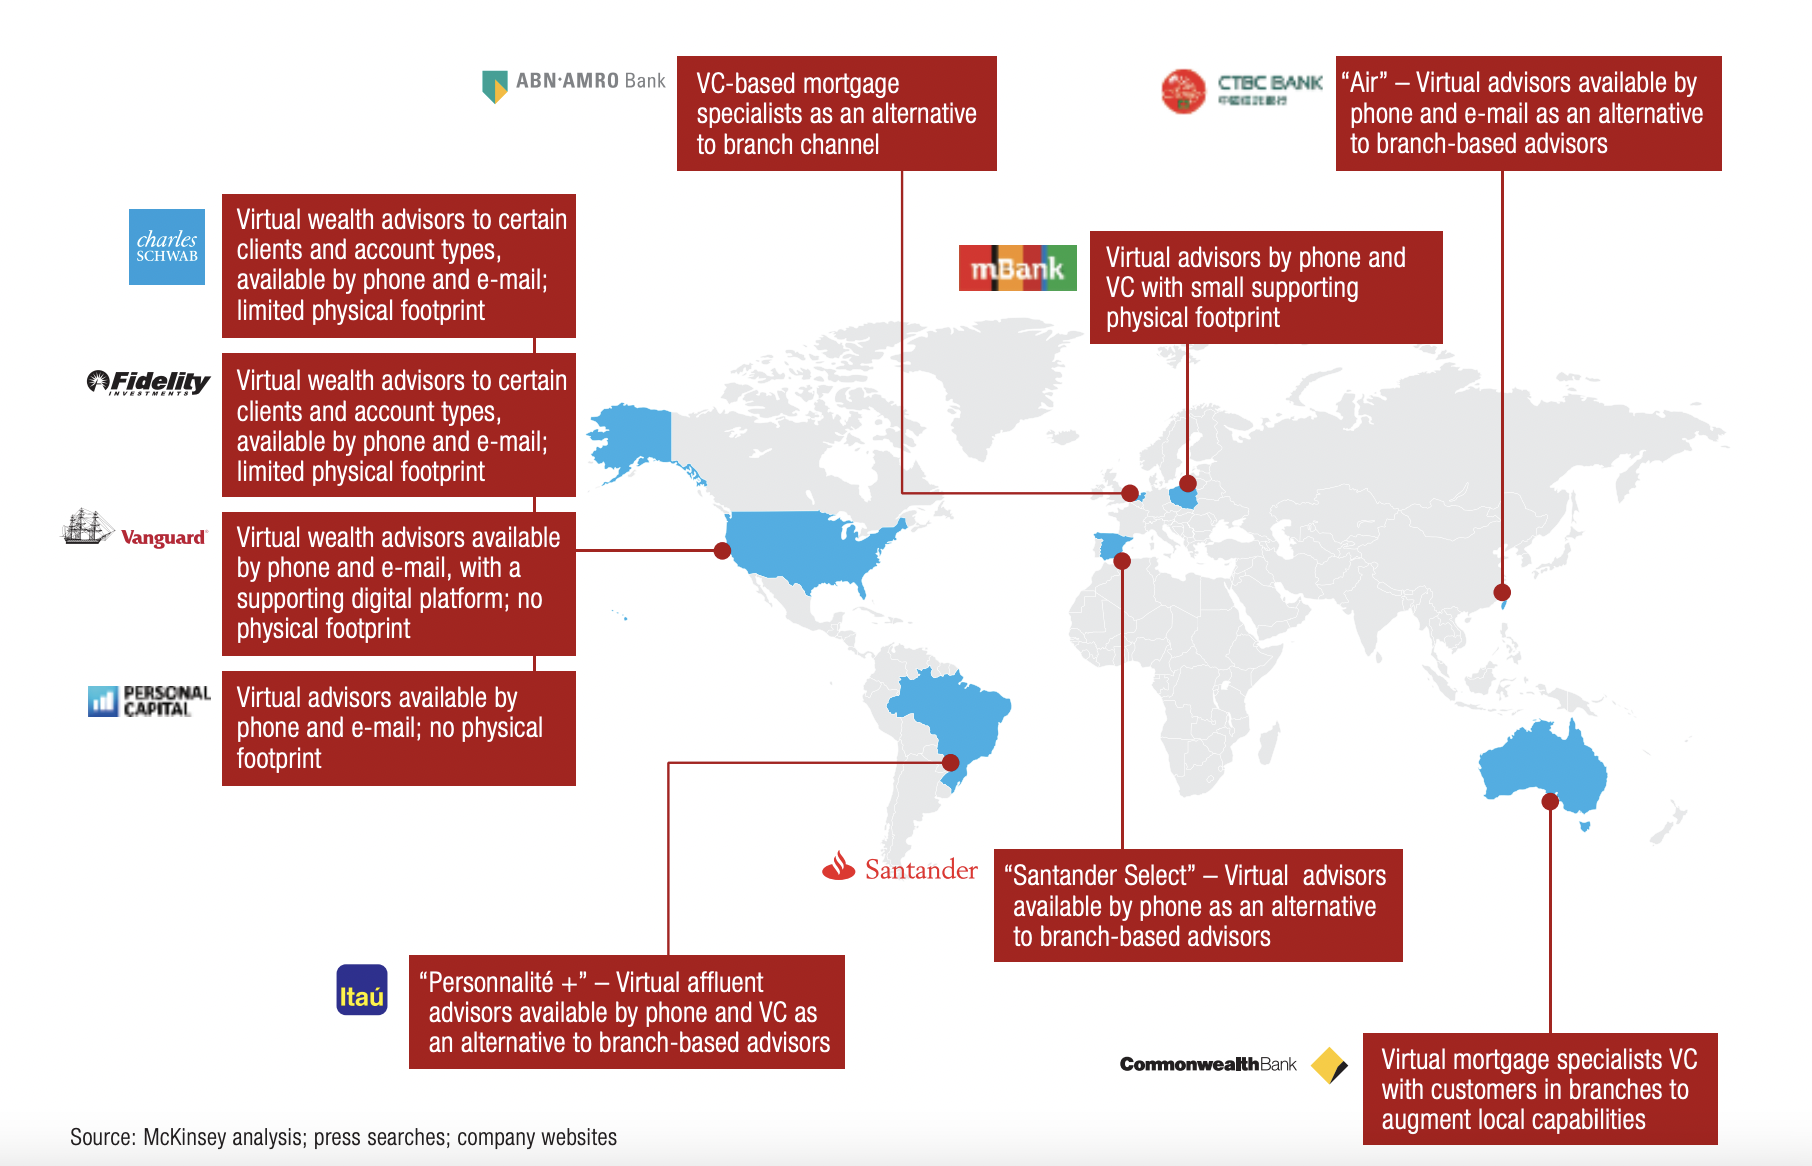 ABN·AMRO Bank
VC-based mortgage
specialists as an alternative
to branch channel
CTBC BANK
中國信託銀行
“Air” – Virtual advisors available by
phone and e-mail as an alternative
to branch-based advisors
charles
SCHWAB
Virtual wealth advisors to certain
clients and account types,
available by phone and e-mail;
limited physical footprint
mBank
Virtual advisors by phone and
VC with small supporting
physical footprint
Fidelity
INVESTMENTS
Virtual wealth advisors to certain
clients and account types,
available by phone and e-mail;
limited physical footprint
Vanguard
Virtual wealth advisors available
by phone and e-mail, with a
supporting digital platform; no
physical footprint
PERSONAL
CAPITAL
Virtual advisors available by
phone and e-mail; no physical
footprint
Santander
“Santander Select” – Virtual advisors
available by phone as an alternative
to branch-based advisors
Itaú
“Personnalité +” – Virtual affluent
advisors available by phone and VC as
an alternative to branch-based advisors
CommonwealthBank
Virtual mortgage specialists VC
with customers in branches to
augment local capabilities
Source: McKinsey analysis; press searches; company websites